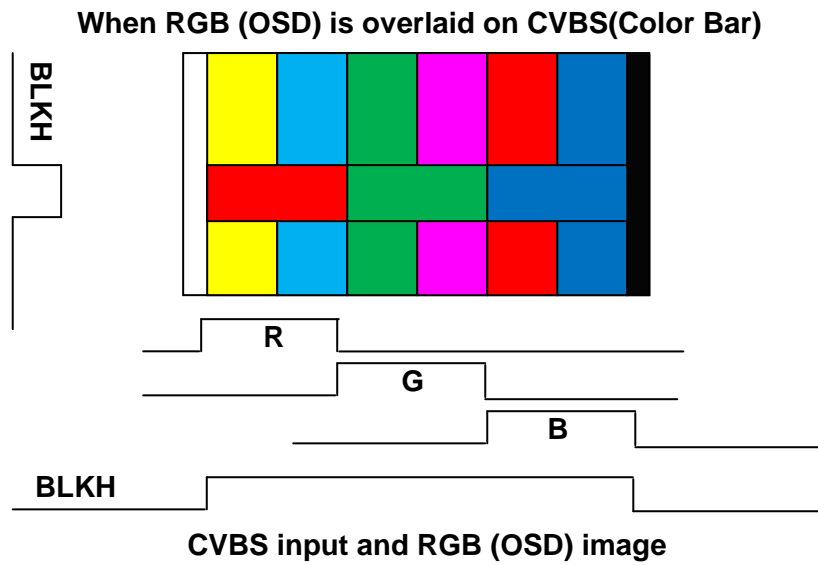 When RGB (OSD) is overlaid on CVBS(Color Bar)
BLKH
R
G
B
BLKH
CVBS input and RGB (OSD) image